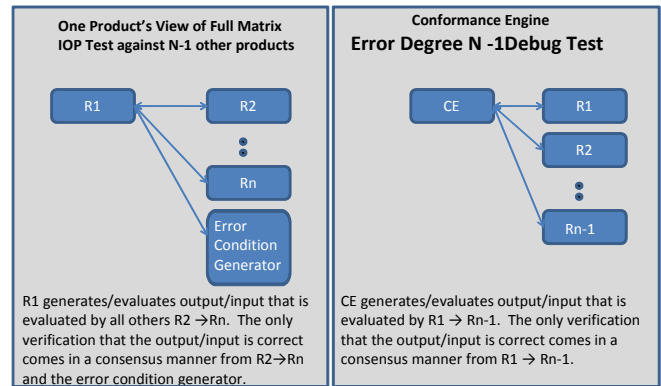 One Product's View of Full Matrix
IOP Test against N-1 other products
R1
R2
Rn
Error
Condition
Generator
R1 generates/evaluates output/input that is
evaluated by all others R2 →Rn. The only
verification that the output/input is correct
comes in a consensus manner from R2→Rn
and the error condition generator.
Conformance Engine
Error Degree N -1Debug Test
CE
R1
R2
Rn-1
CE generates/evaluates output/input that is
evaluated by R1 → Rn-1. The only verification
that the output/input is correct comes in a
consensus manner from R1 → Rn-1.